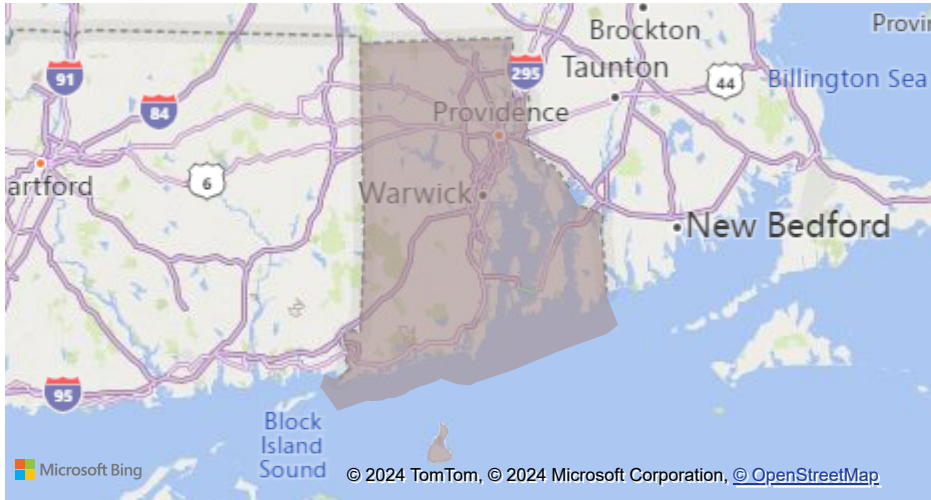 Brockton
Provi
295
Taunton
91
44
Billington Sea
84
Providence
artford
6
Warwick
New Bedford
95
Block
Island
Sound
Microsoft Bing
© 2024 TomTom, © 2024 Microsoft Corporation, © OpenStreetMap